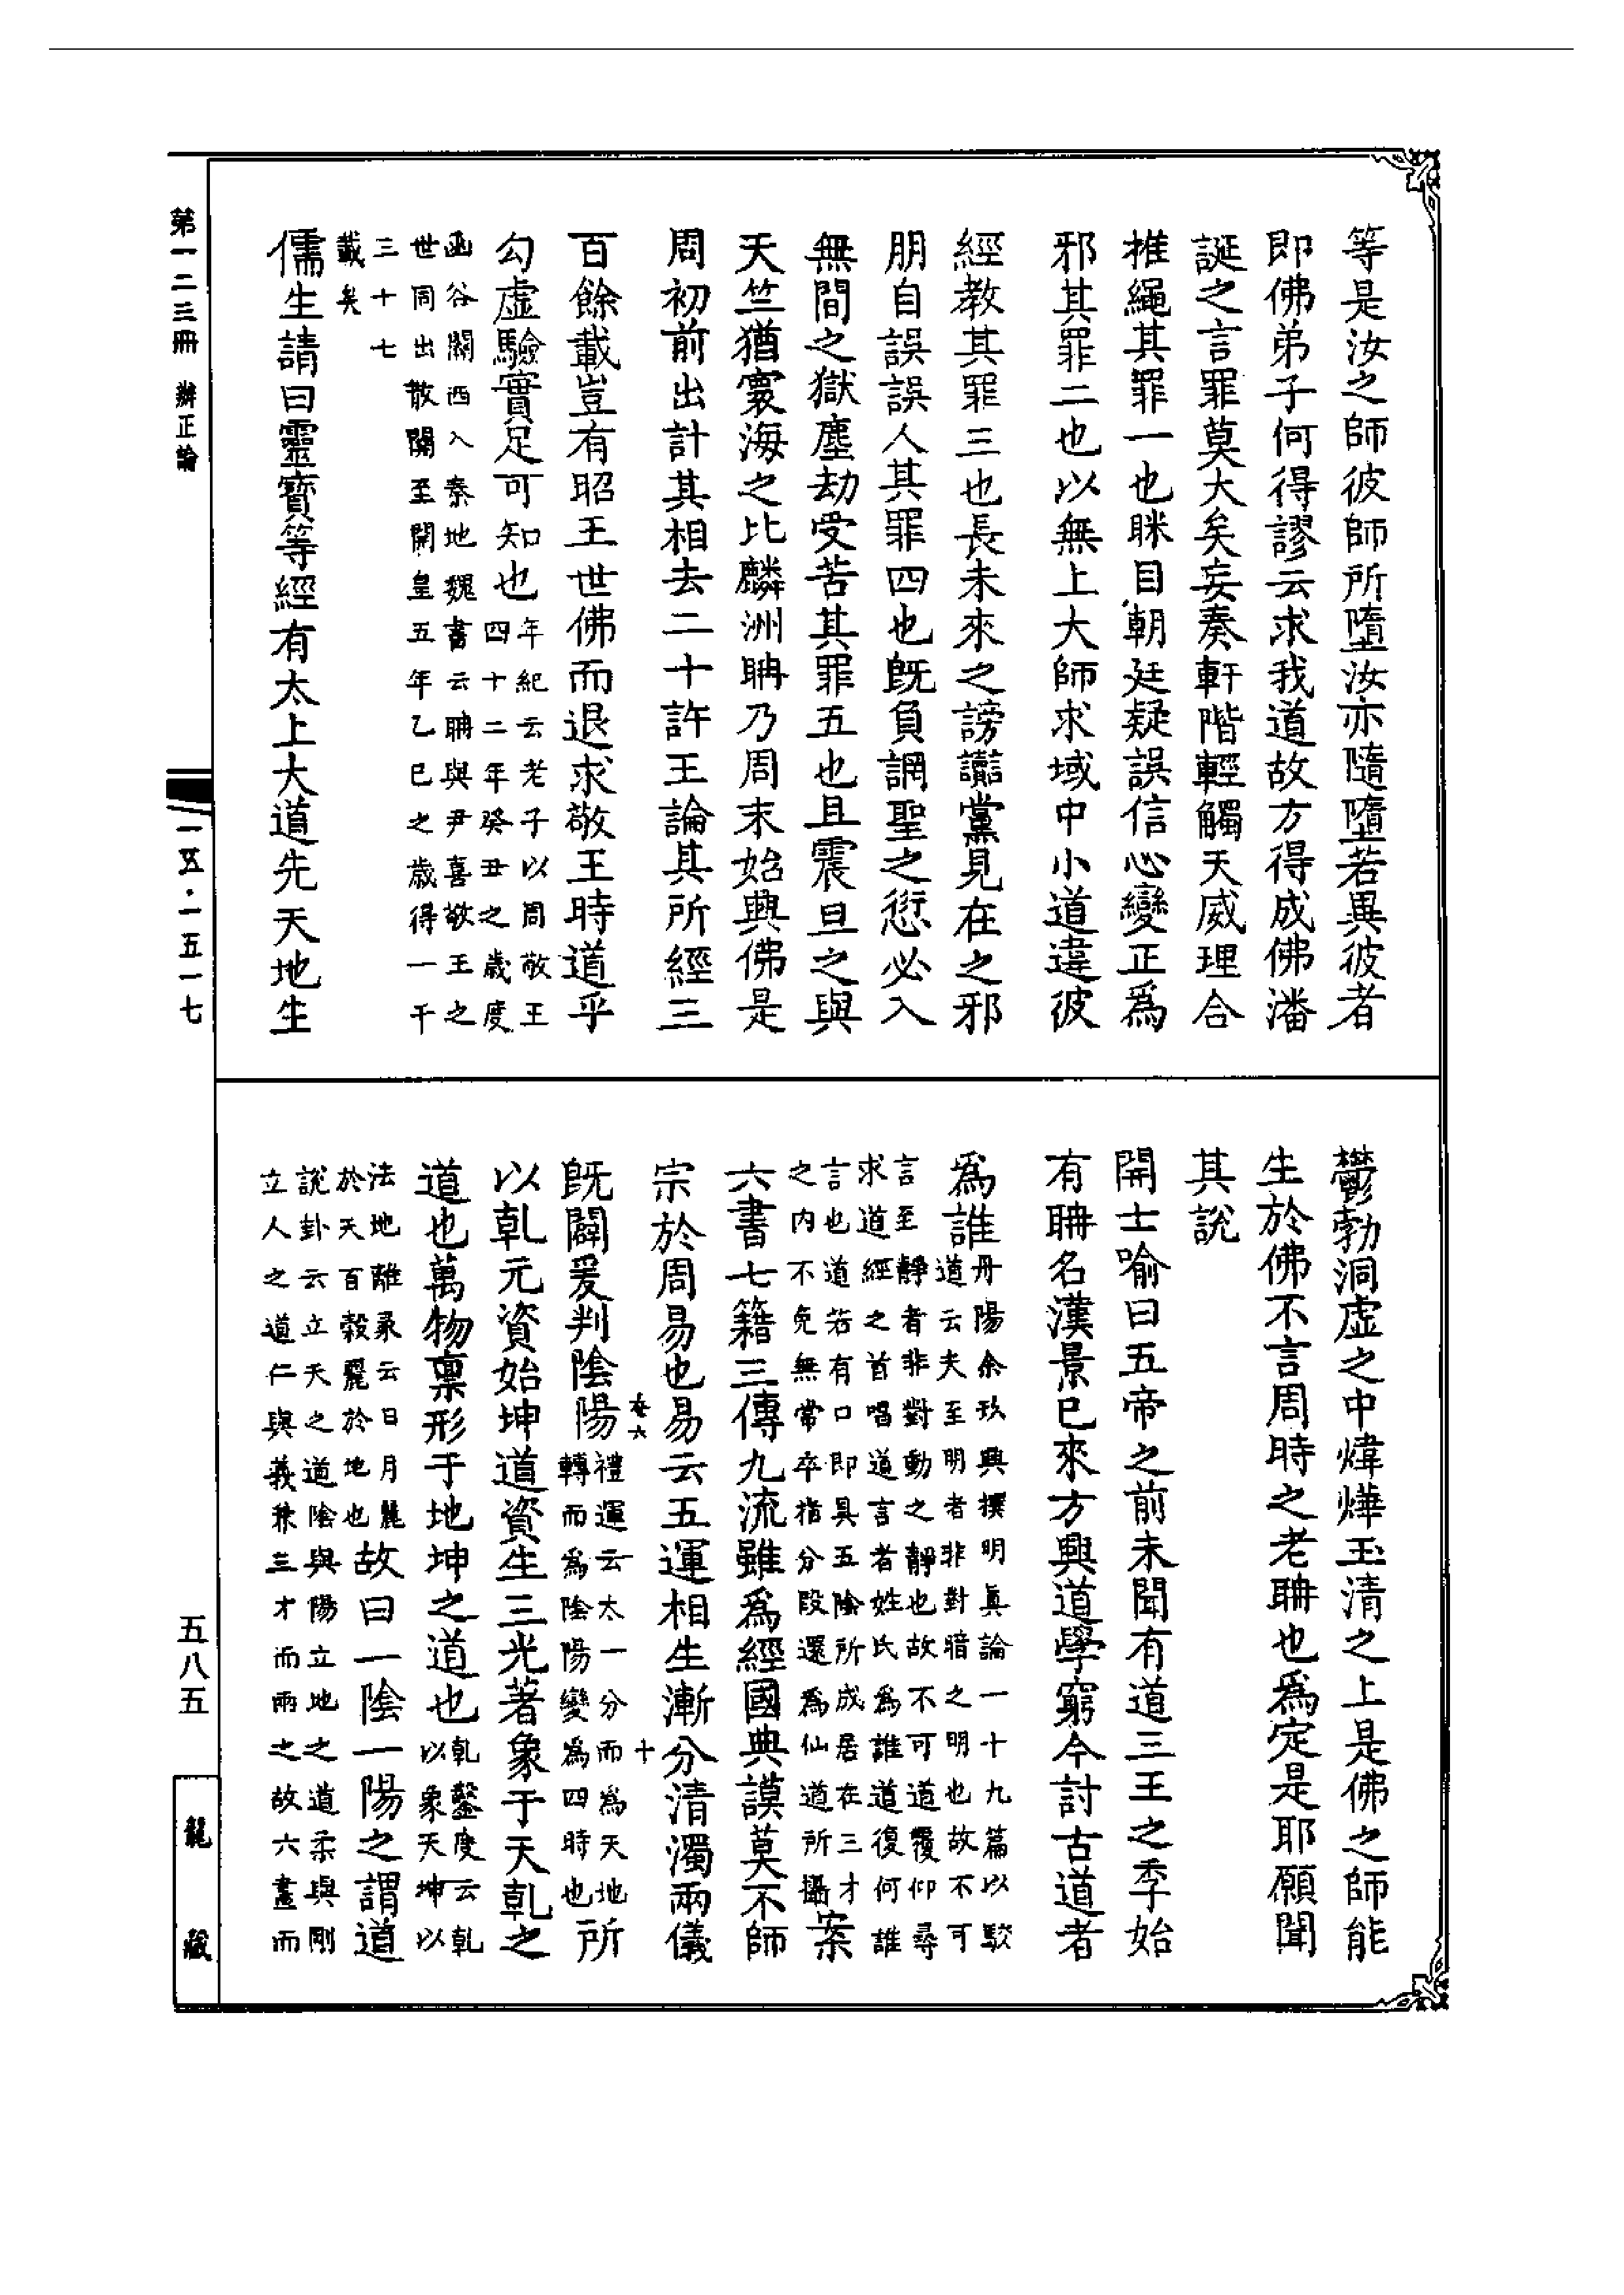 等是汝之師彼師所墮汝亦隨墮若異彼者
即佛弟子何得謬云求我道故方得成佛潘
誕之言罪莫大矣妄奏軒階輕觸天威理合
推繩其罪一也眯目朝廷疑誤信心變正爲
邪其罪二也以無上大師求域中小道違彼
經教其罪三也長未來之謗讟黨見在之邪
朋自誤誤人其罪四也旣負調聖之愆必入
無間之獄塵劫受苦其罪五也且震旦之與
天竺猶寰海之比麟洲聃乃周末始興佛是
周初前出計其相去二十許王論其所經三
百餘載豈有昭王世佛而退求敬王時道乎
勾虛驗實足可知也
年紀云老子以周敬王
四十二年癸丑之歲度
函谷關西入秦地魏書云聃與尹喜敬王之
世同出散關至開皇五年乙巳之歲得一千
三十七
載矣
儒生請曰靈寶等經有太上大道先天地生
鬱勃洞虛之中煒燁玉清之上是佛之師能
生於佛不言周時之老聃也爲定是耶願聞
其說
開士喻曰五帝之前未聞有道三王之季始
有聃名漢景已來方興道學窮今討古道者
爲誰
丹陽余玖興撰明眞論一十九篇以駁
道云夫至明者非對暗之明也故不可
言至靜者非對動之靜也故不可道覆仰尋
求道經之首唱道言者姓氏爲誰道復何誰
言也道若有口即具五陰所成居在三才
之內不免無常卒指分段還爲仙道所攝
案
六書七籍三傳九流雖爲經國典謨莫不師
宗於周易也易云五運相生漸分清濁兩儀
旣闢爰判陰陽
卷六
十
禮運云太一分而爲天地
轉而爲陰陽變爲四時也
所
以乹元資始坤道資生三光著象于天乹之
道也萬物稟形于地坤之道也
乹鑿度云乹
以象天坤以
法地離彖云日月麗
於天百穀麗於地也
故曰一陰一陽之謂道
說卦云立天之道陰與陽立地之道柔與剛
立人之道仁與義兼三才而兩之故六畫而
第一二三冊 辨正論
一五·一五一七
五八五
龍藏